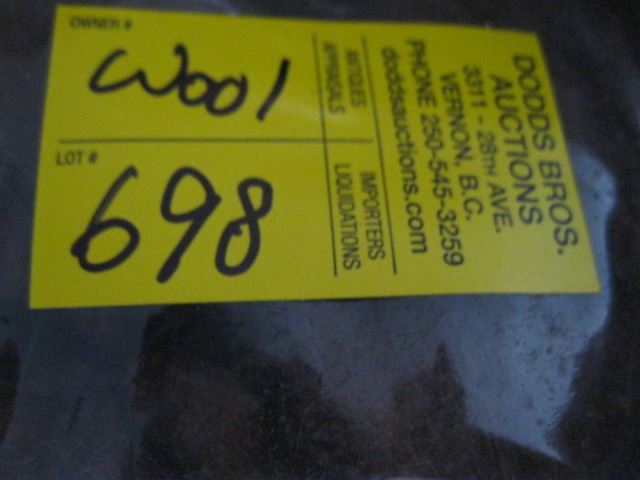 OWNER #
W001
LOT #
698
DODDS BROS.
AUCTIONS
3311 - 28TH AVE.
VERNON, B.C.
PHONE 250-545-3259
doddsauctions.com
ANTIQUES
APPRAISALS
IMPORTERS
LIQUIDATIONS